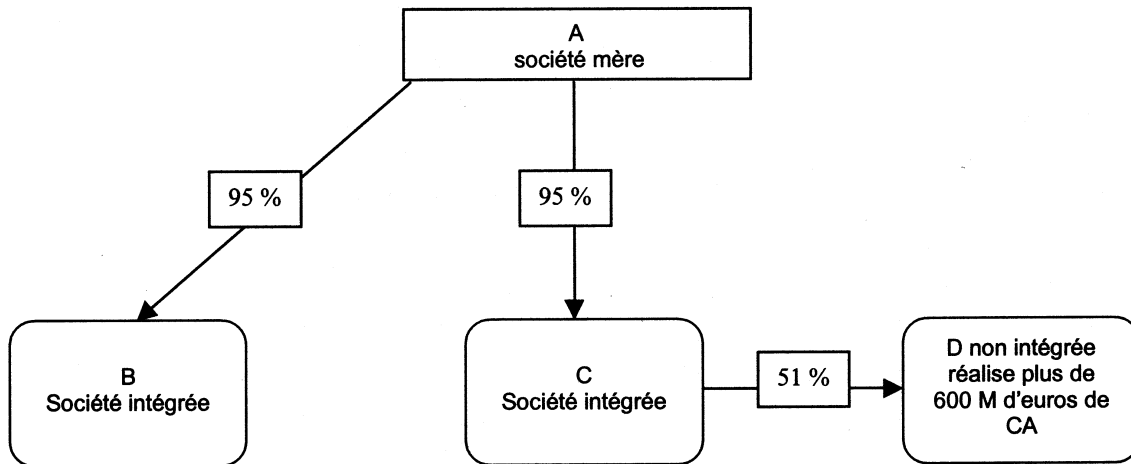 A
société mère
95 %
95 %
B
Société intégrée
C
Société intégrée
51 %
D non intégrée
réalise plus de
600 M d'euros de
CA